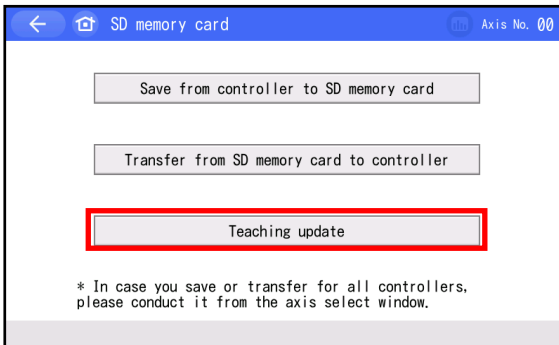 SD memory card
Axis No. 00
Save from controller to SD memory card
Transfer from SD memory card to controller
Teaching update
* In case you save or transfer for all controllers,
please conduct it from the axis select window.